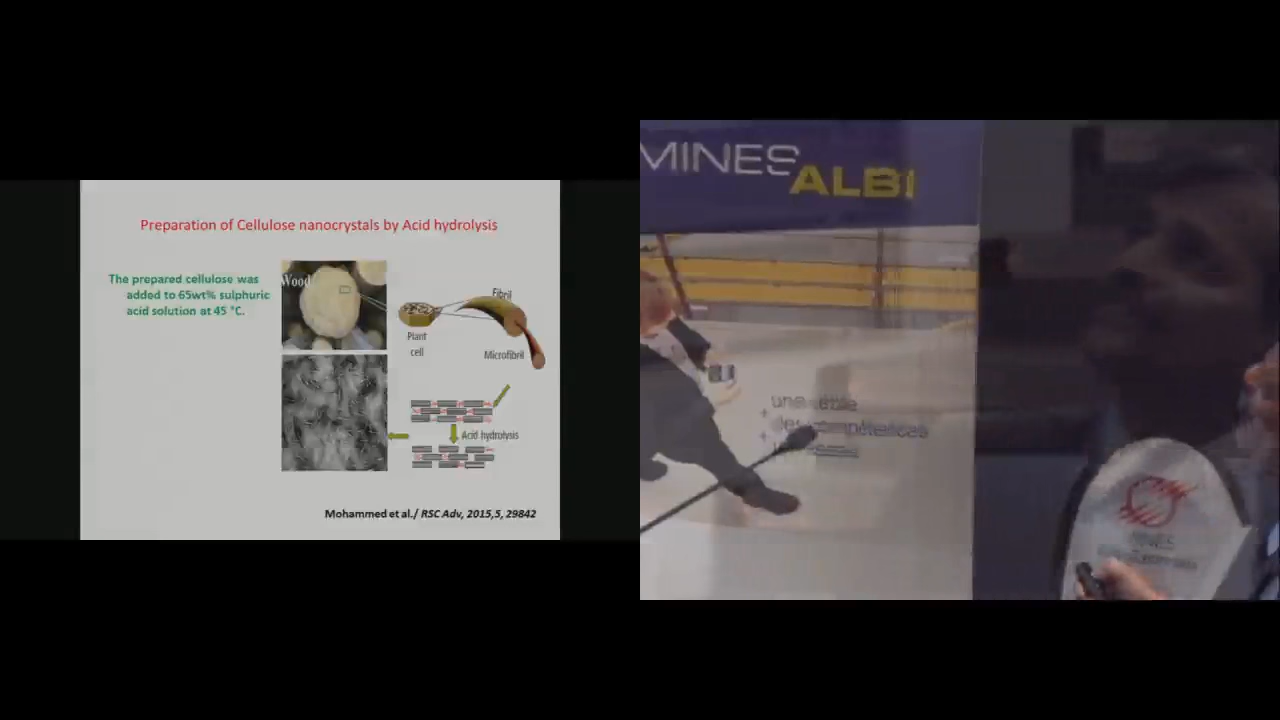 Preparation of Cellulose nanocrystals by Acid hydrolysis
The prepared cellulose was
added to 65wt% sulphuric
acid solution at 45 °C.
Wood
Fibril
Plant
cell
Microfibril
Acid hydrolysis
Mohammed et al./ RSC Adv, 2015,5, 29842
MINES
ALBI
+ une
+ des compétences
+
MINES